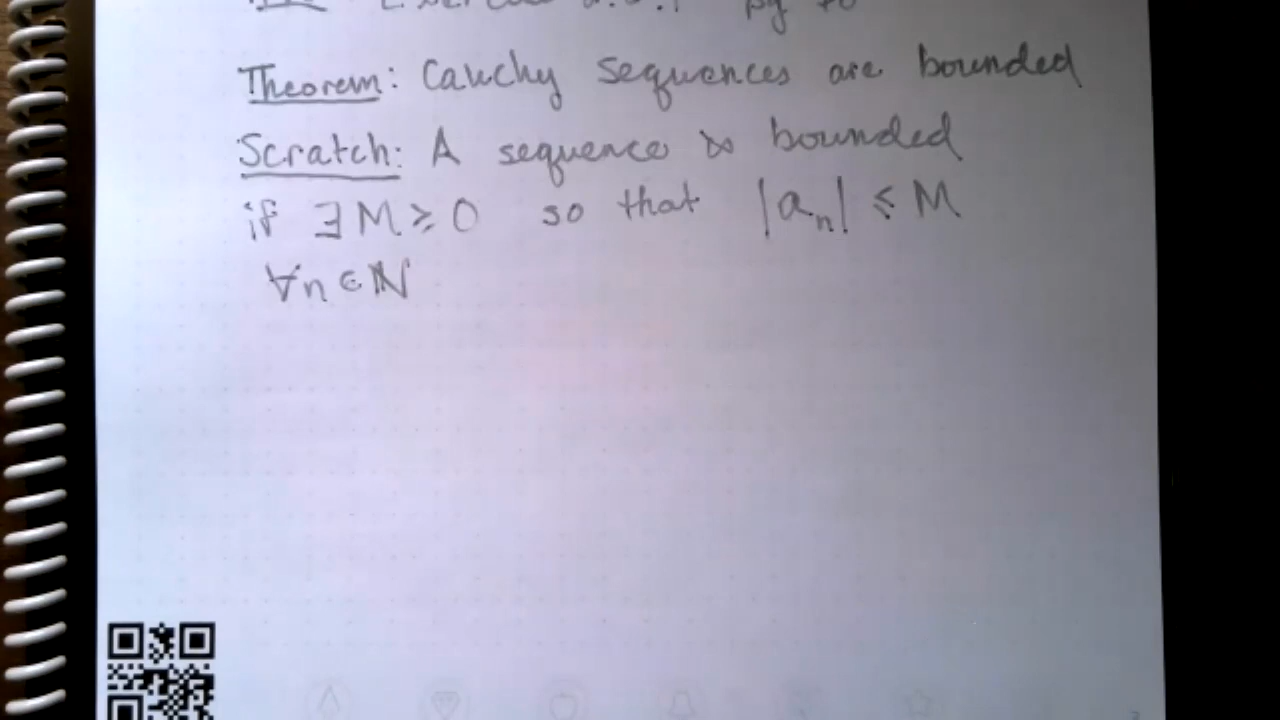 Theorem: Cauchy sequences are bounded
Scratch: A sequence is bounded
if ∃M ≥ 0 so that |aₙ| ≤ M
∀n ∈ ℕ